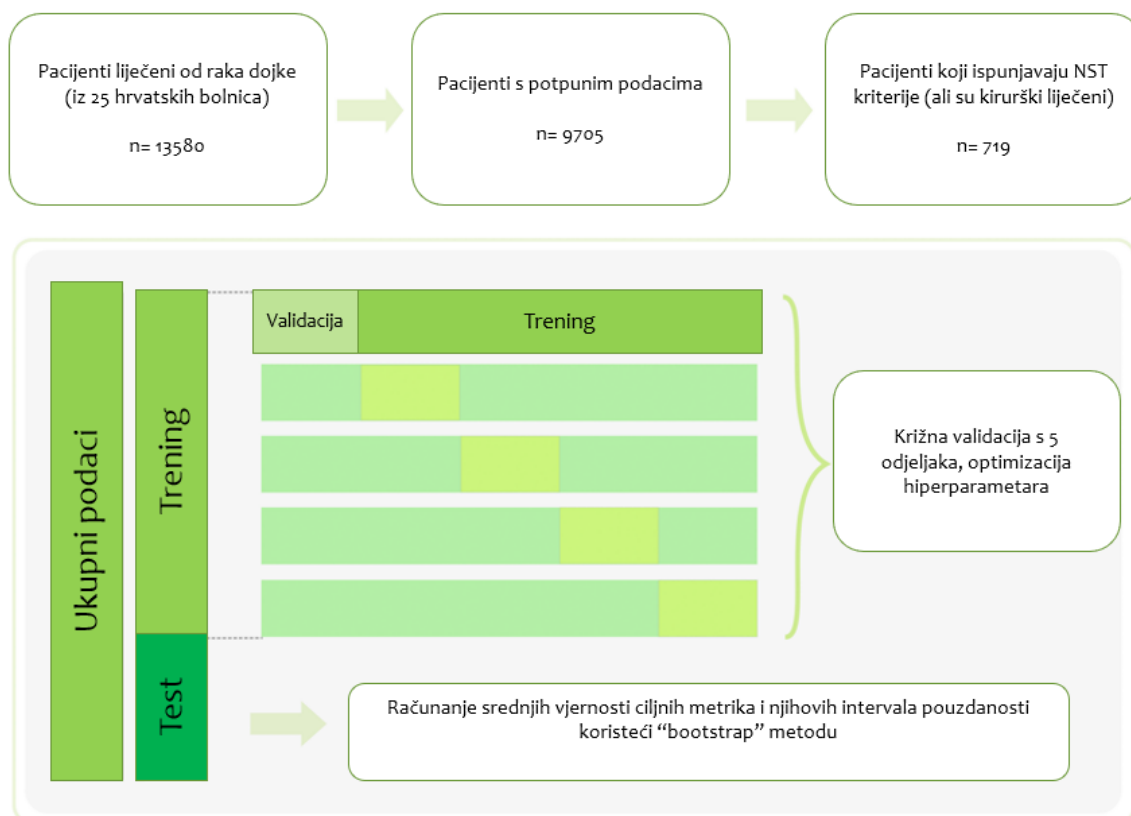 Pacijenti liječeni od raka dojke
(iz 25 hrvatskih bolnica)
n= 13580
Pacijenti s potpunim podacima
n= 9705
Pacijenti koji ispunjavaju NST
kriterije (ali su kirurški liječeni)
n= 719
Ukupni podaci
Trening
Test
Validacija
Trening
Križna validacija s 5
odjeljaka, optimizacija
hiperparametara
Računanje srednjih vjernosti ciljnih metrika i njihovih intervala pouzdanosti
koristeći “bootstrap” metodu